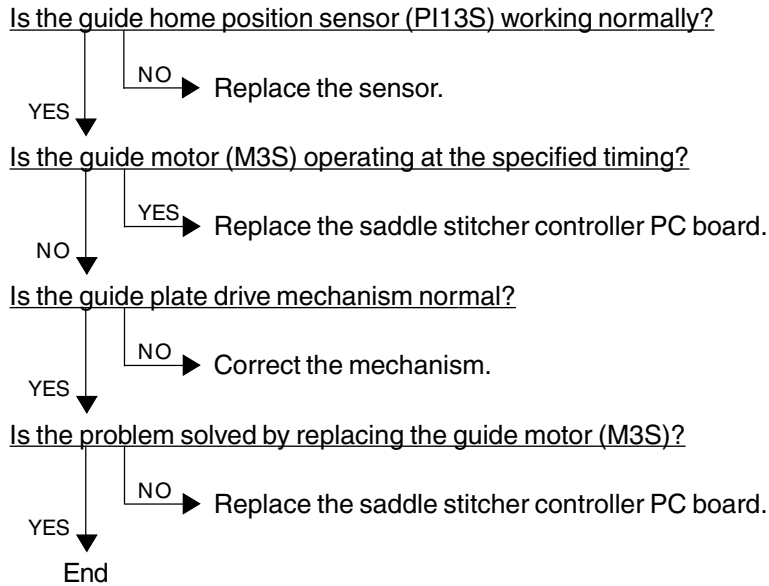 Is the guide home position sensor (PI13S) working normally?
NO
Replace the sensor.
YES
Is the guide motor (M3S) operating at the specified timing?
YES
Replace the saddle stitcher controller PC board.
NO
Is the guide plate drive mechanism normal?
NO
Correct the mechanism.
YES
Is the problem solved by replacing the guide motor (M3S)?
NO
Replace the saddle stitcher controller PC board.
YES
End